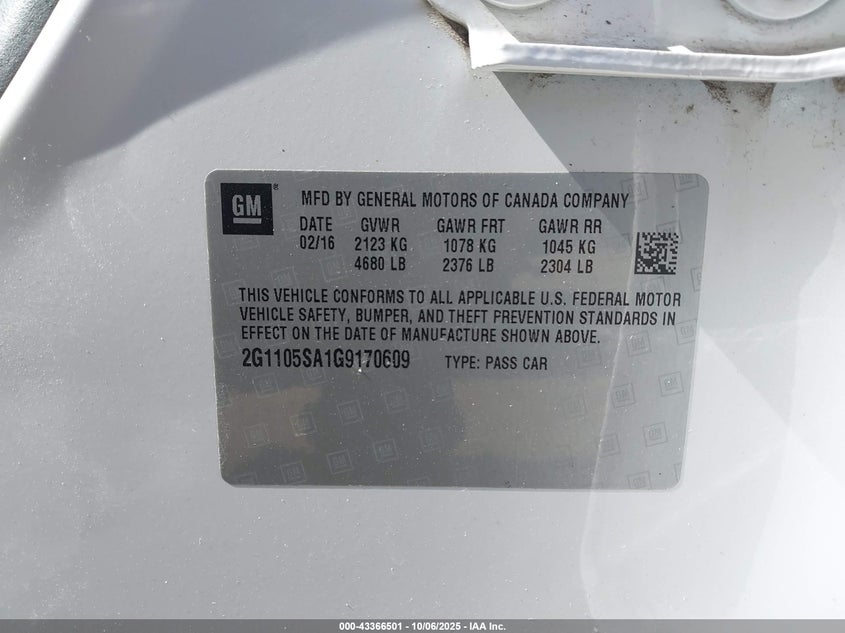 GM ® MFD BY GENERAL MOTORS OF CANADA COMPANY
DATE GVWR GAWR FRT GAWR RR
02/16 2123 KG 1078 KG 1045 KG
4680 LB 2376 LB 2304 LB
THIS VEHICLE CONFORMS TO ALL APPLICABLE U.S. FEDERAL MOTOR
VEHICLE SAFETY, BUMPER, AND THEFT PREVENTION STANDARDS IN
EFFECT ON THE DATE OF MANUFACTURE SHOWN ABOVE.
2G1105SA1G9170609 TYPE: PASS CAR
000-43366501 - 10/06/2025 - IAA Inc.